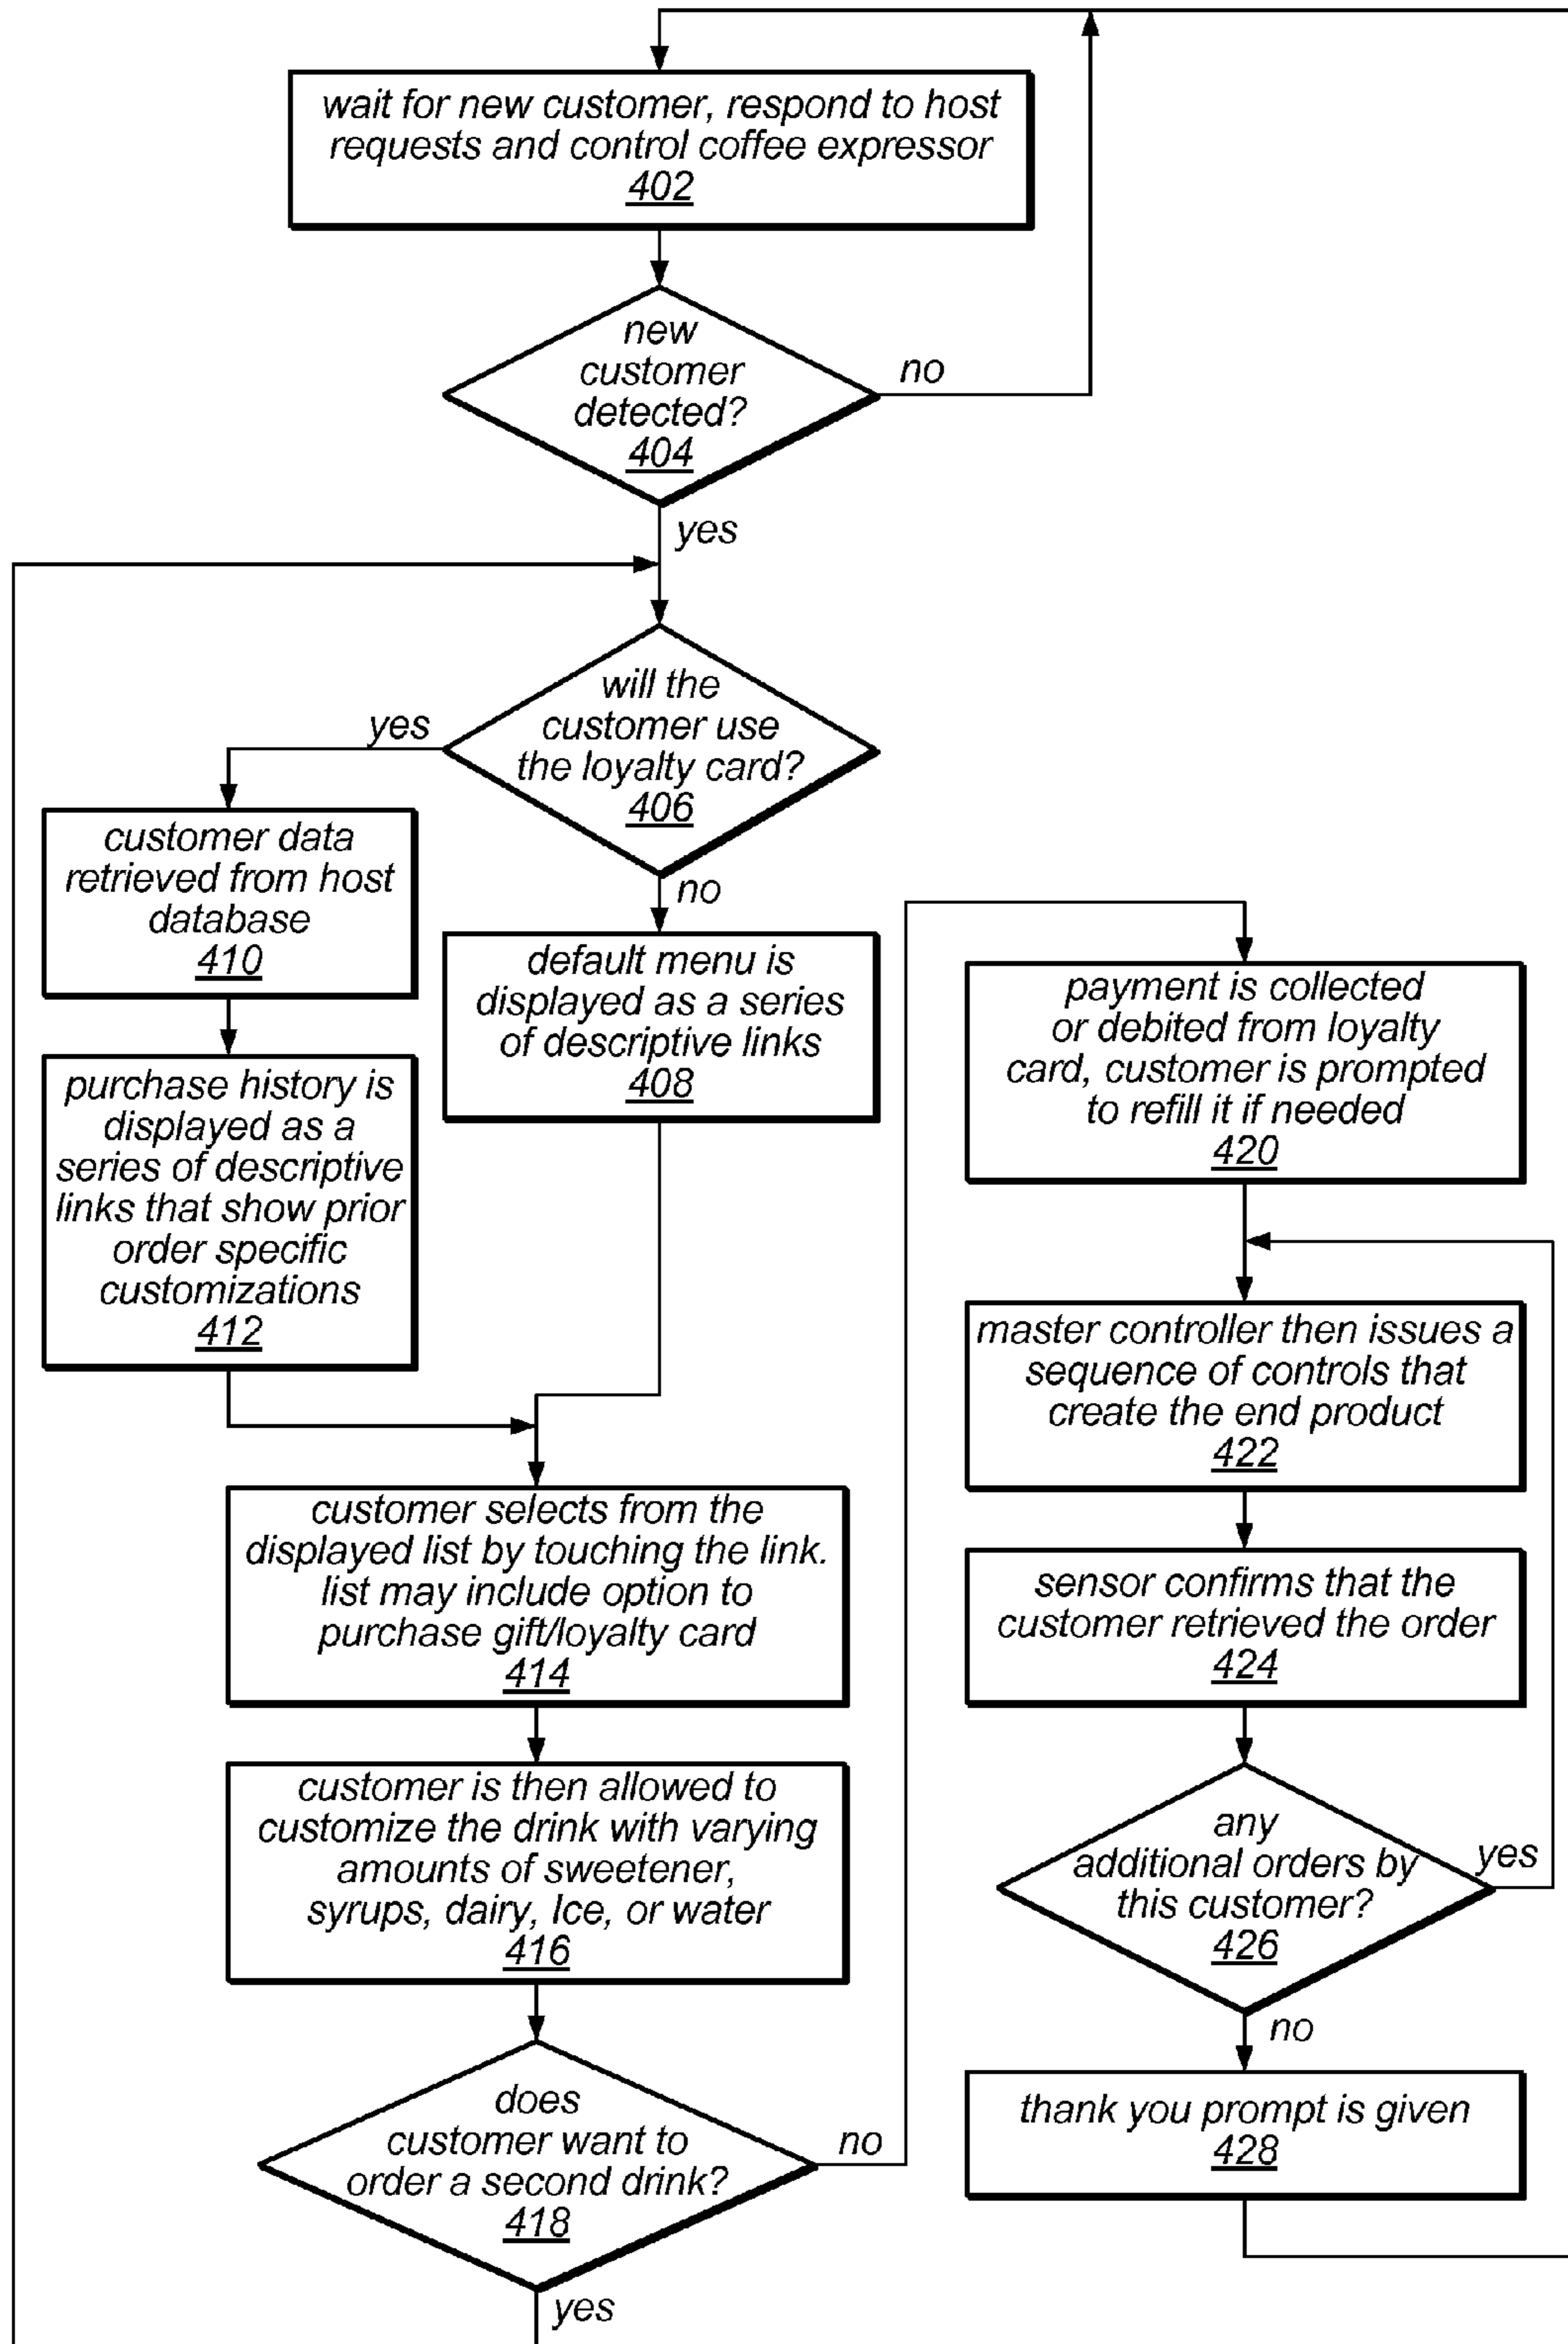 wait for new customer, respond to host
requests and control coffee expressor
402
new
customer
detected?
404
no
yes
will the
customer use
the loyalty card?
406
yes
no
customer data
retrieved from host
database
410
default menu is
displayed as a series
of descriptive links
408
purchase history is
displayed as a
series of descriptive
links that show prior
order specific
customizations
412
customer selects from the
displayed list by touching the link.
list may include option to
purchase gift/loyalty card
414
customer is then allowed to
customize the drink with varying
amounts of sweetener,
syrups, dairy, Ice, or water
416
does
customer want to
order a second drink?
418
no
yes
payment is collected
or debited from loyalty
card, customer is prompted
to refill it if needed
420
master controller then issues a
sequence of controls that
create the end product
422
sensor confirms that the
customer retrieved the order
424
any
additional orders by
this customer?
426
yes
no
thank you prompt is given
428